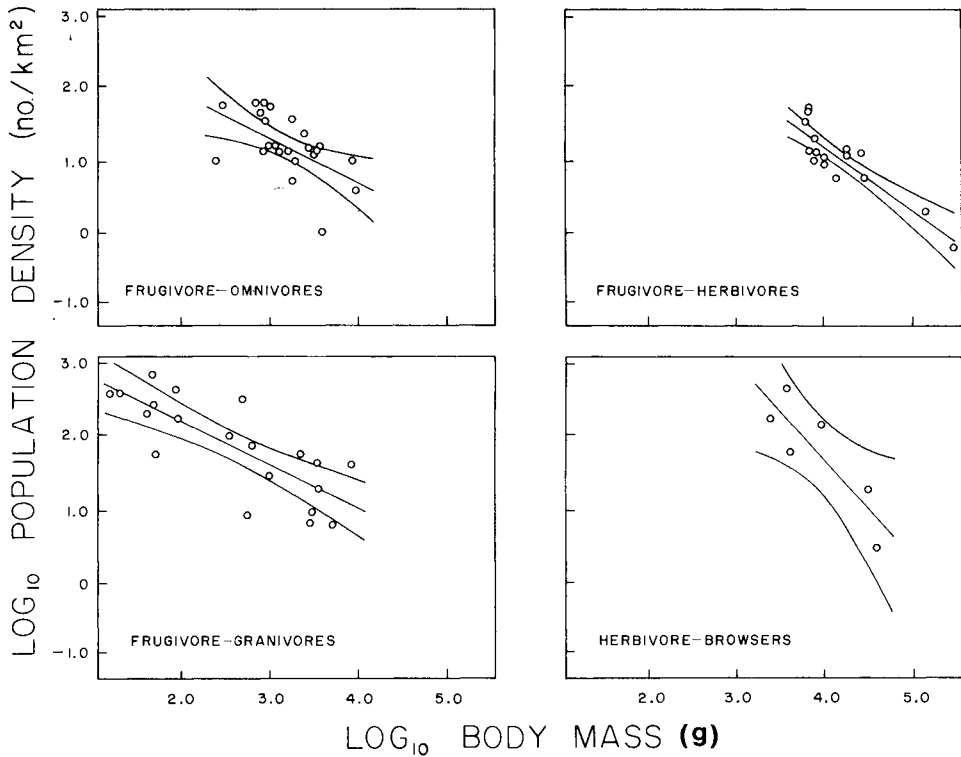 LOG₁₀ POPULATION DENSITY (no./km²)
3.0
2.0
1.0
0
−1.0
FRUGIVORE−OMNIVORES
FRUGIVORE−HERBIVORES
3.0
2.0
1.0
0
−1.0
FRUGIVORE−GRANIVORES
HERBIVORE−BROWSERS
2.0 3.0 4.0 5.0
2.0 3.0 4.0 5.0
LOG₁₀ BODY MASS (g)